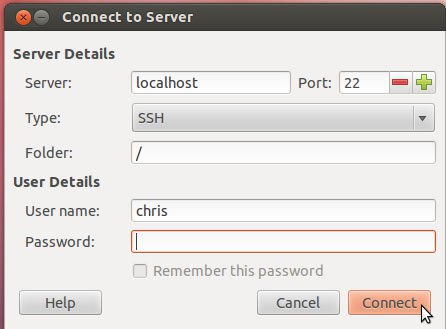 Connect to Server
Server Details
Server: localhost Port: 22
Type: SSH
Folder: /
User Details
User name: chris
Password:
Remember this password
Help Cancel Connect